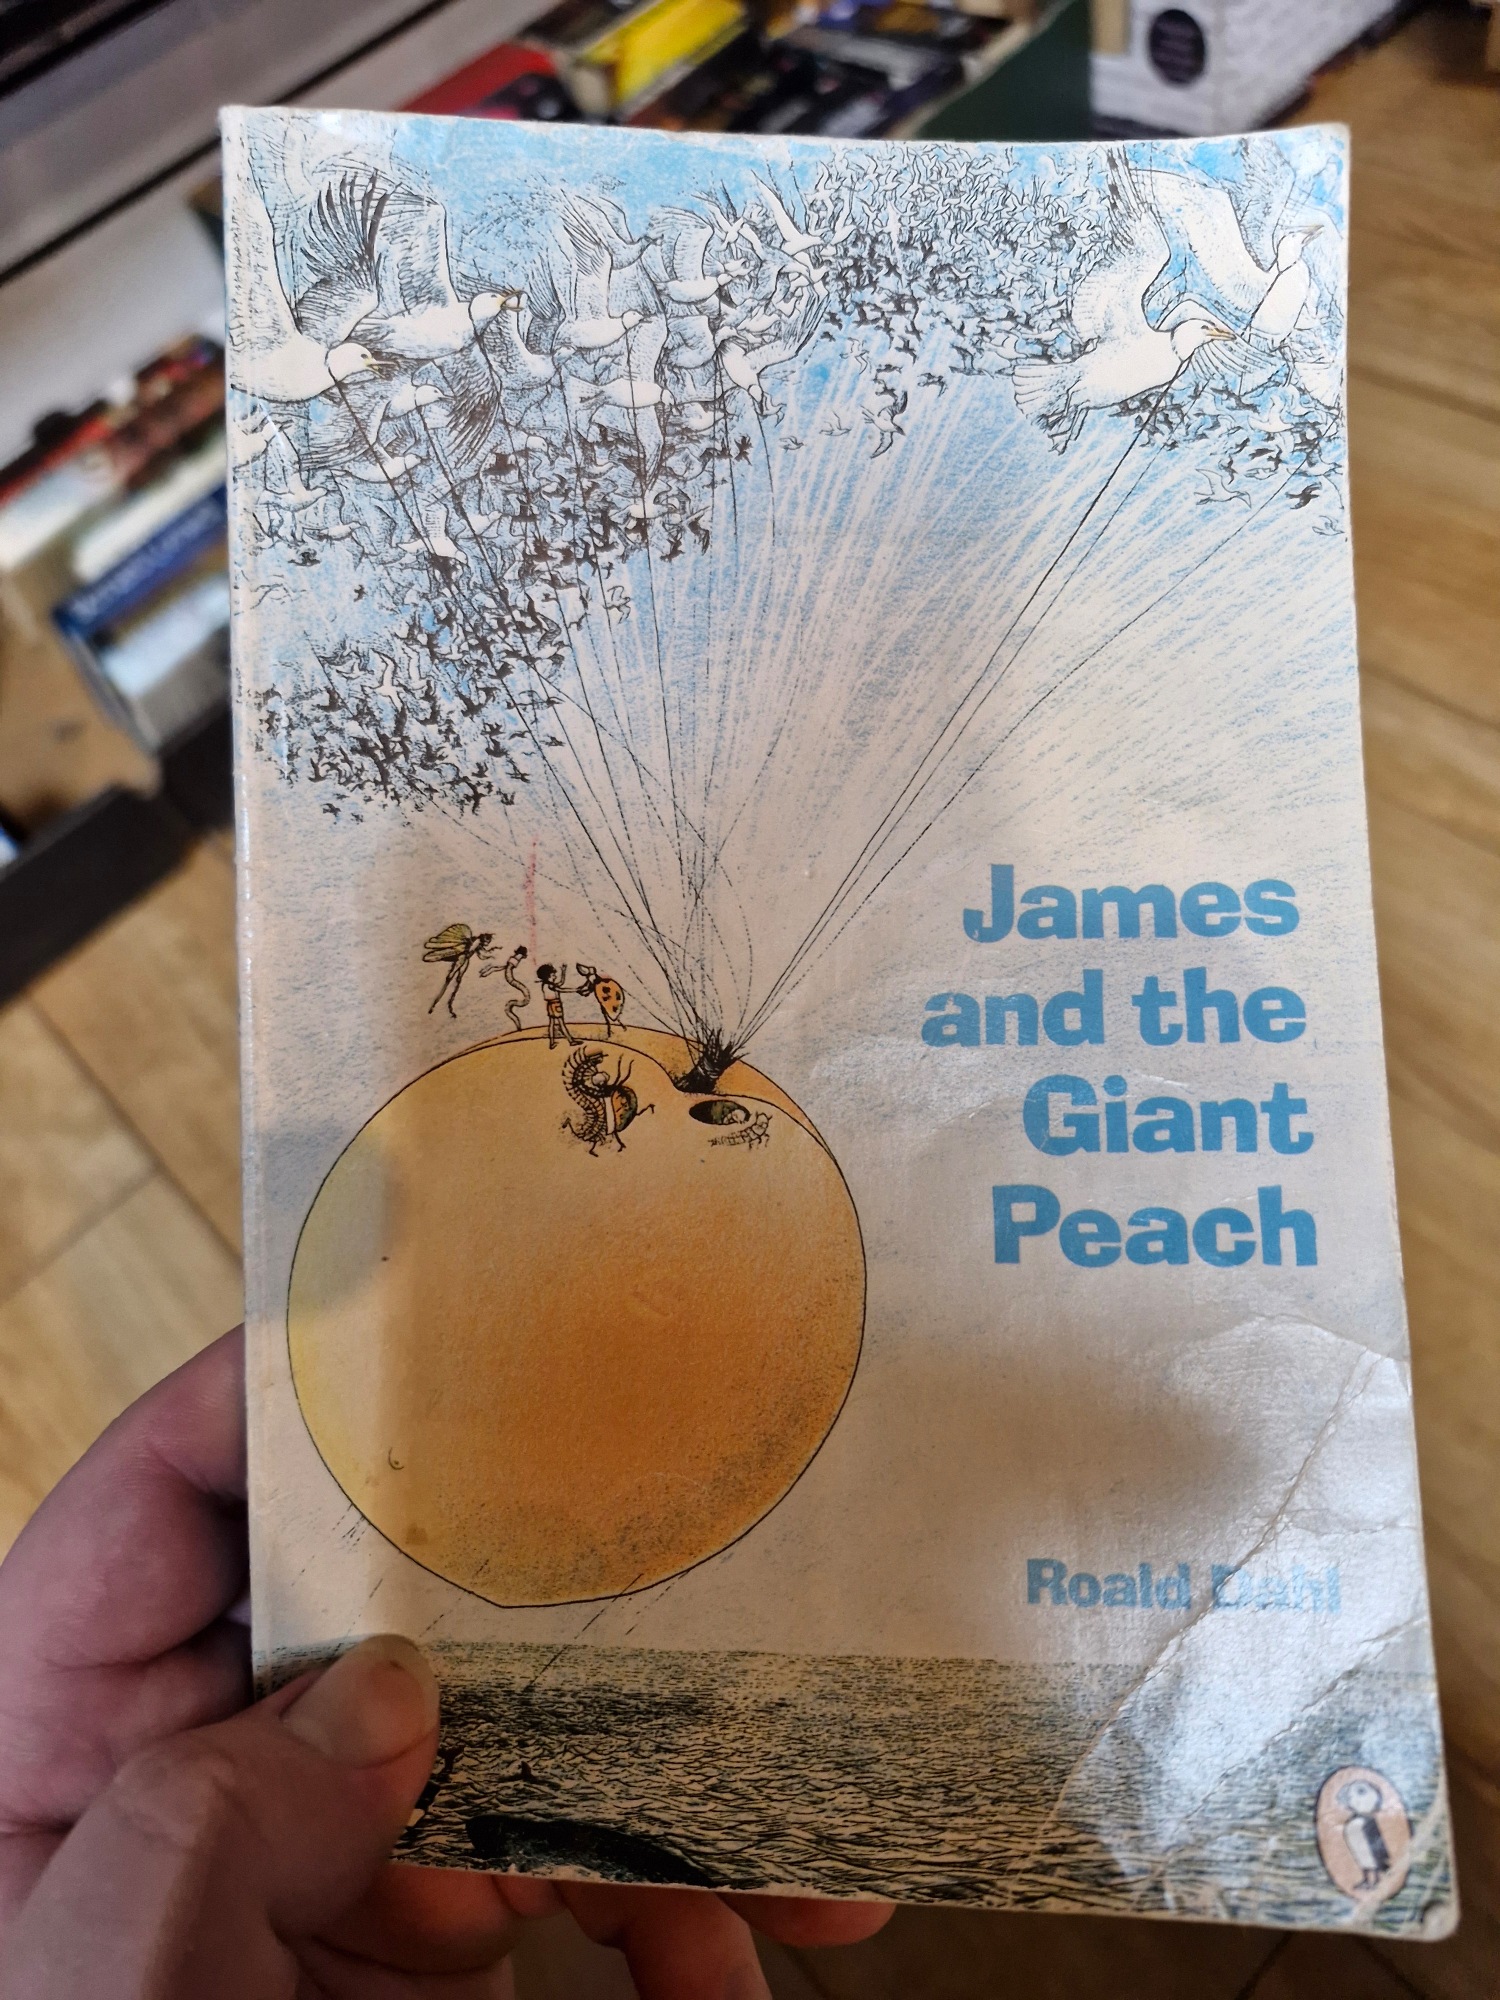 James
and the
Giant
Peach
Roald Dahl